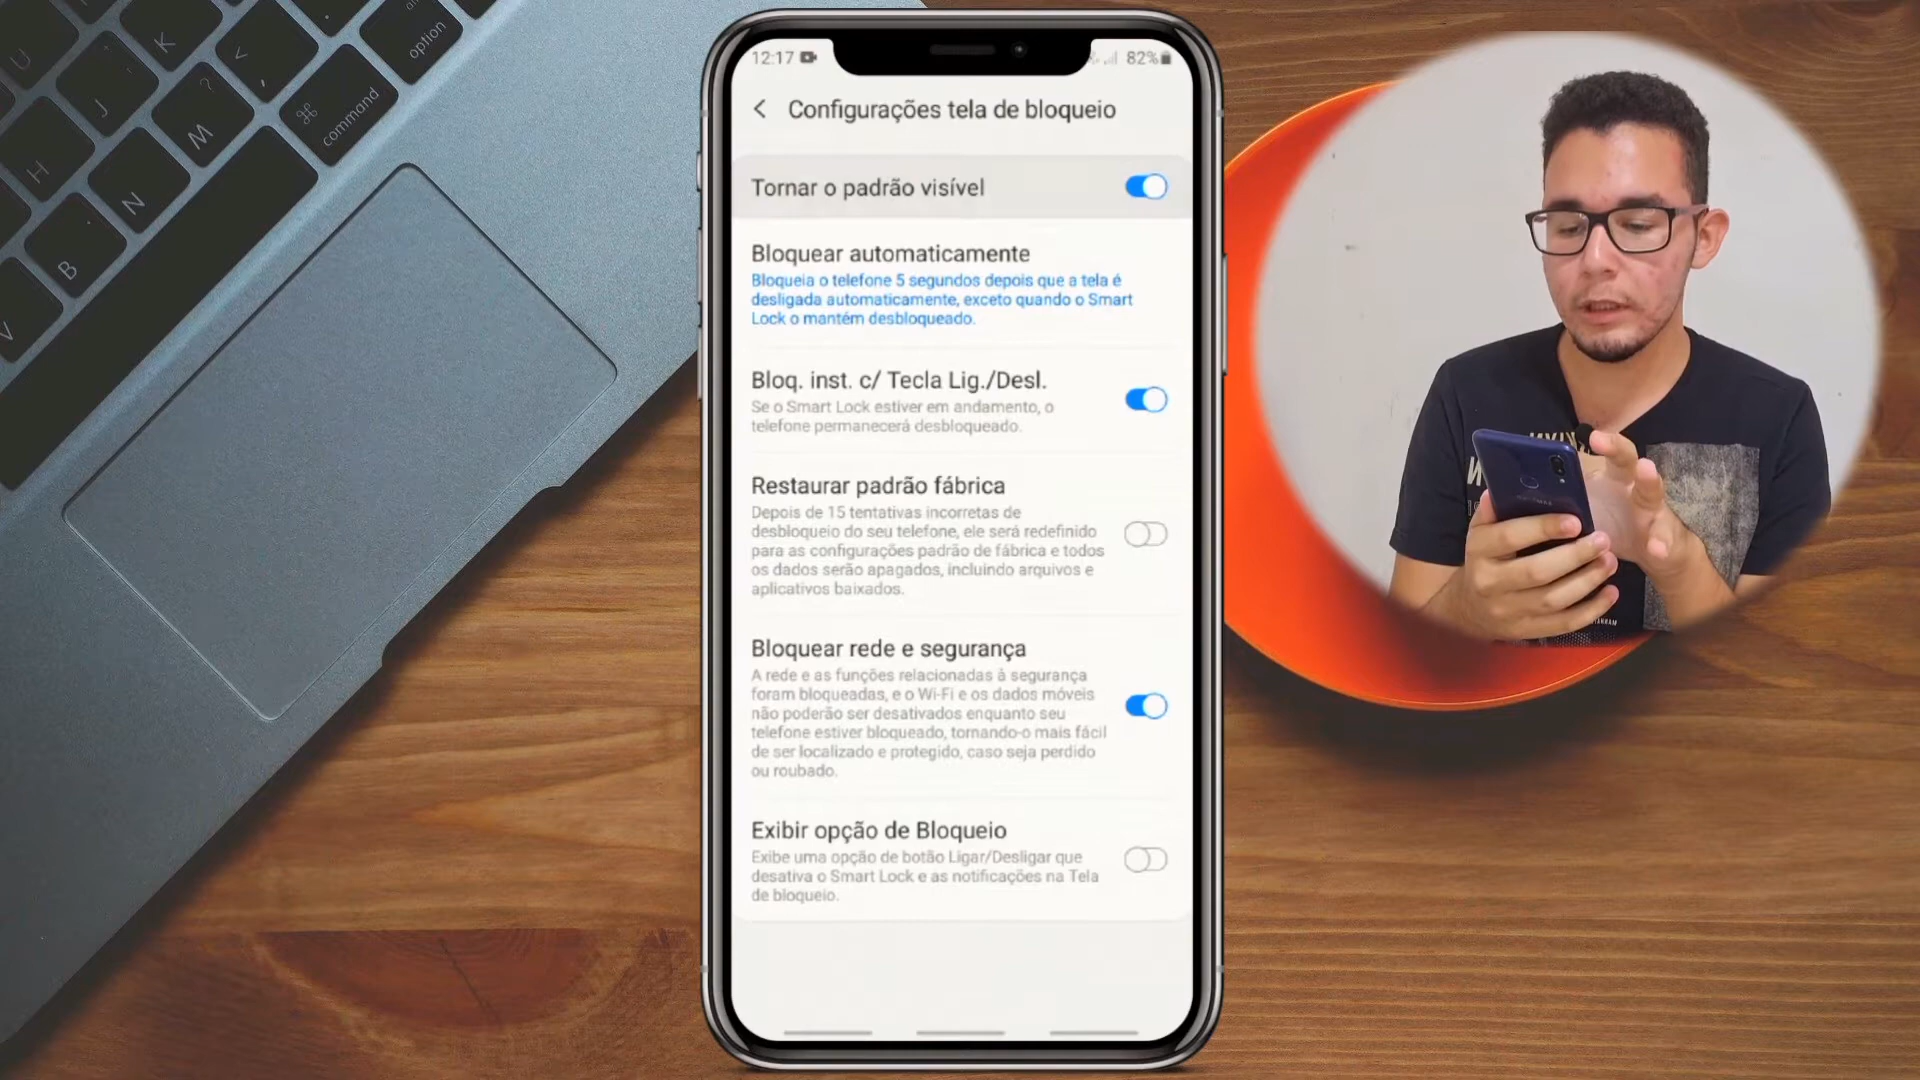 12:17
82%
Configurações tela de bloqueio
Tornar o padrão visível
Bloquear automaticamente
Bloqueia o telefone 5 segundos depois que a tela é
desligada automaticamente, exceto quando o Smart
Lock o mantém desbloqueado.
Bloq. inst. c/ Tecla Lig./Desl.
Se o Smart Lock estiver em andamento, o
telefone permanecerá desbloqueado.
Restaurar padrão fábrica
Depois de 15 tentativas incorretas de
desbloqueio do seu telefone, ele será redefinido
para as configurações padrão de fábrica e todos
os dados serão apagados, incluindo arquivos e
aplicativos baixados.
Bloquear rede e segurança
A rede e as funções relacionadas à segurança
foram bloqueadas, e o Wi-Fi e os dados móveis
não poderão ser desativados enquanto seu
telefone estiver bloqueado, tornando-o mais fácil
de ser localizado e protegido, caso seja perdido
ou roubado.
Exibir opção de Bloqueio
Exibe uma opção de botão Ligar/Desligar que
desativa o Smart Lock e as notificações na Tela
de bloqueio.
U
K
<
,
option
J
M
?
⌘
command
H
N
B
V